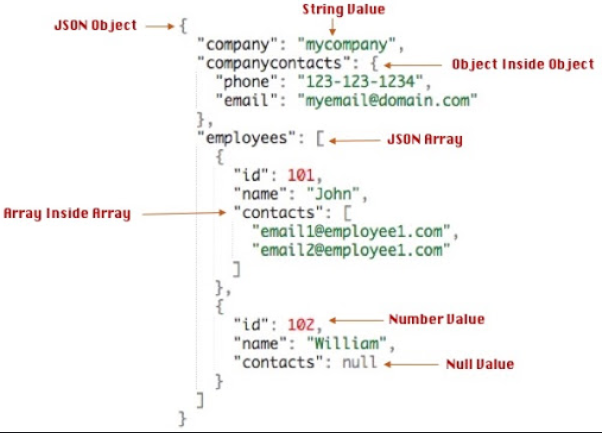 String Value
JSON Object {
"company": "mycompany",
"companycontacts": { Object Inside Object
"phone": "123-123-1234",
"email": "myemail@domain.com"
},
"employees": [ JSON Array
{
"id": 101,
"name": "John",
Array Inside Array "contacts": [
"email1@employee1.com",
"email2@employee1.com"
]
},
{
"id": 102, Number Value
"name": "William",
"contacts": null Null Value
}
]
}